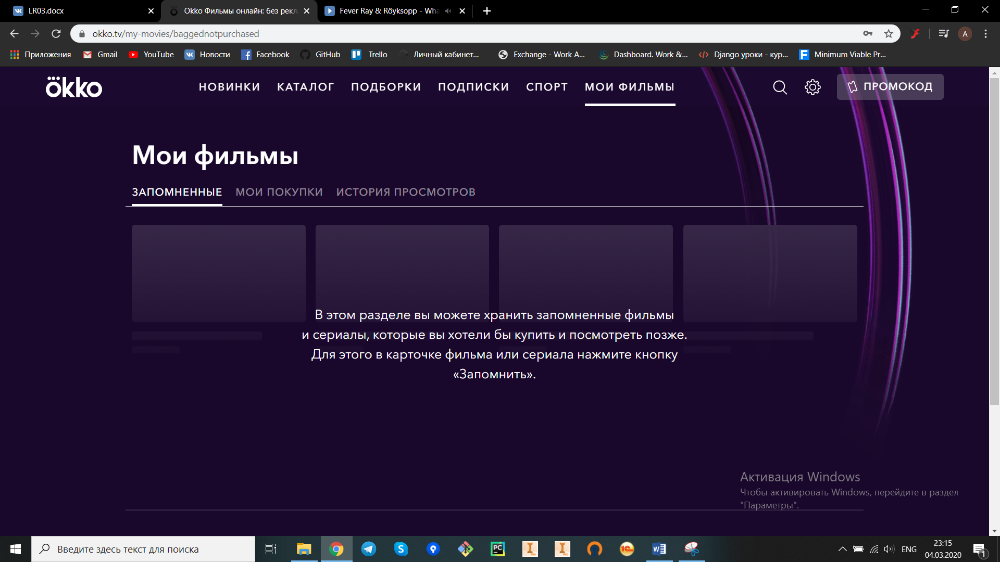 LR03.docx
Okko Фильмы онлайн: без рекл
Fever Ray & Röyksopp - Wha
okko.tv/my-movies/baggednotpurchased
A
Приложения
Gmail
YouTube
Новости
Facebook
GitHub
Trello
Личный кабинет...
Exchange - Work A...
Dashboard. Work &...
Django уроки - кур...
Minimum Viable Pr...
okko
НОВИНКИ
КАТАЛОГ
ПОДБОРКИ
ПОДПИСКИ
СПОРТ
МОИ ФИЛЬМЫ
ПРОМОКОД
Мои фильмы
ЗАПОМНЕННЫЕ
МОИ ПОКУПКИ
ИСТОРИЯ ПРОСМОТРОВ
В этом разделе вы можете хранить запомненные фильмы
и сериалы, которые вы хотели бы купить и посмотреть позже.
Для этого в карточке фильма или сериала нажмите кнопку
«Запомнить».
Активация Windows
Чтобы активировать Windows, перейдите в раздел
"Параметры".
Введите здесь текст для поиска
PC
1C
ENG
23:15
04.03.2020
1